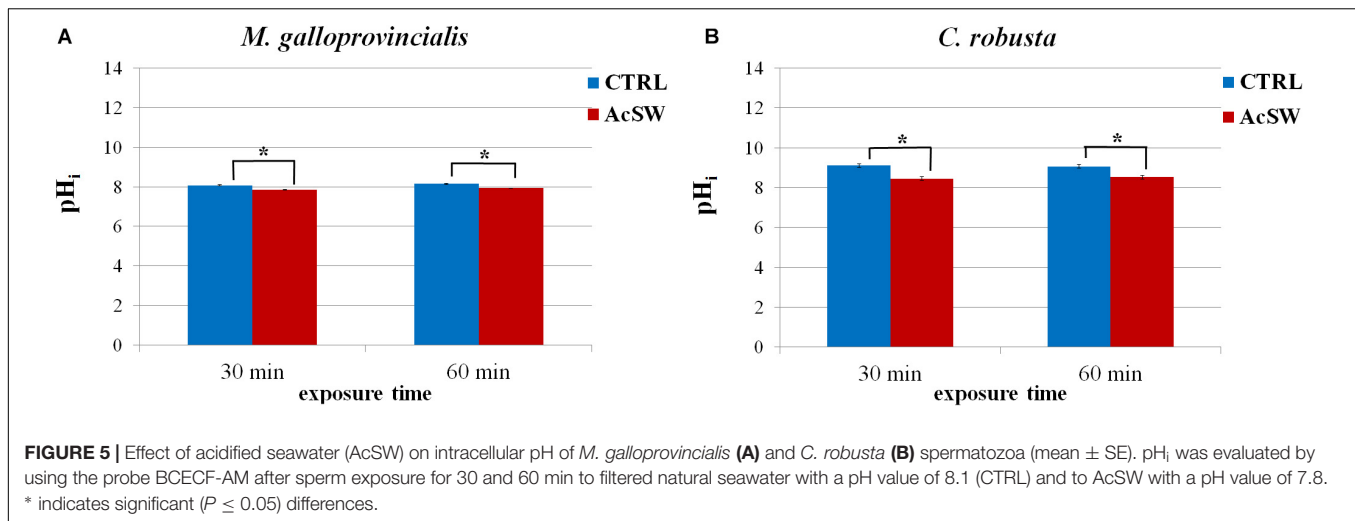 A
M. galloprovincialis
14
12
10
8
6
4
2
0
pHi
CTRL
AcSW
*
*
30 min
60 min
exposure time
B
C. robusta
14
12
10
8
6
4
2
0
pHi
CTRL
AcSW
*
*
30 min
60 min
exposure time
FIGURE 5 | Effect of acidified seawater (AcSW) on intracellular pH of M. galloprovincialis (A) and C. robusta (B) spermatozoa (mean ± SE). pHi was evaluated by
using the probe BCECF-AM after sperm exposure for 30 and 60 min to filtered natural seawater with a pH value of 8.1 (CTRL) and to AcSW with a pH value of 7.8.
* indicates significant (P ≤ 0.05) differences.